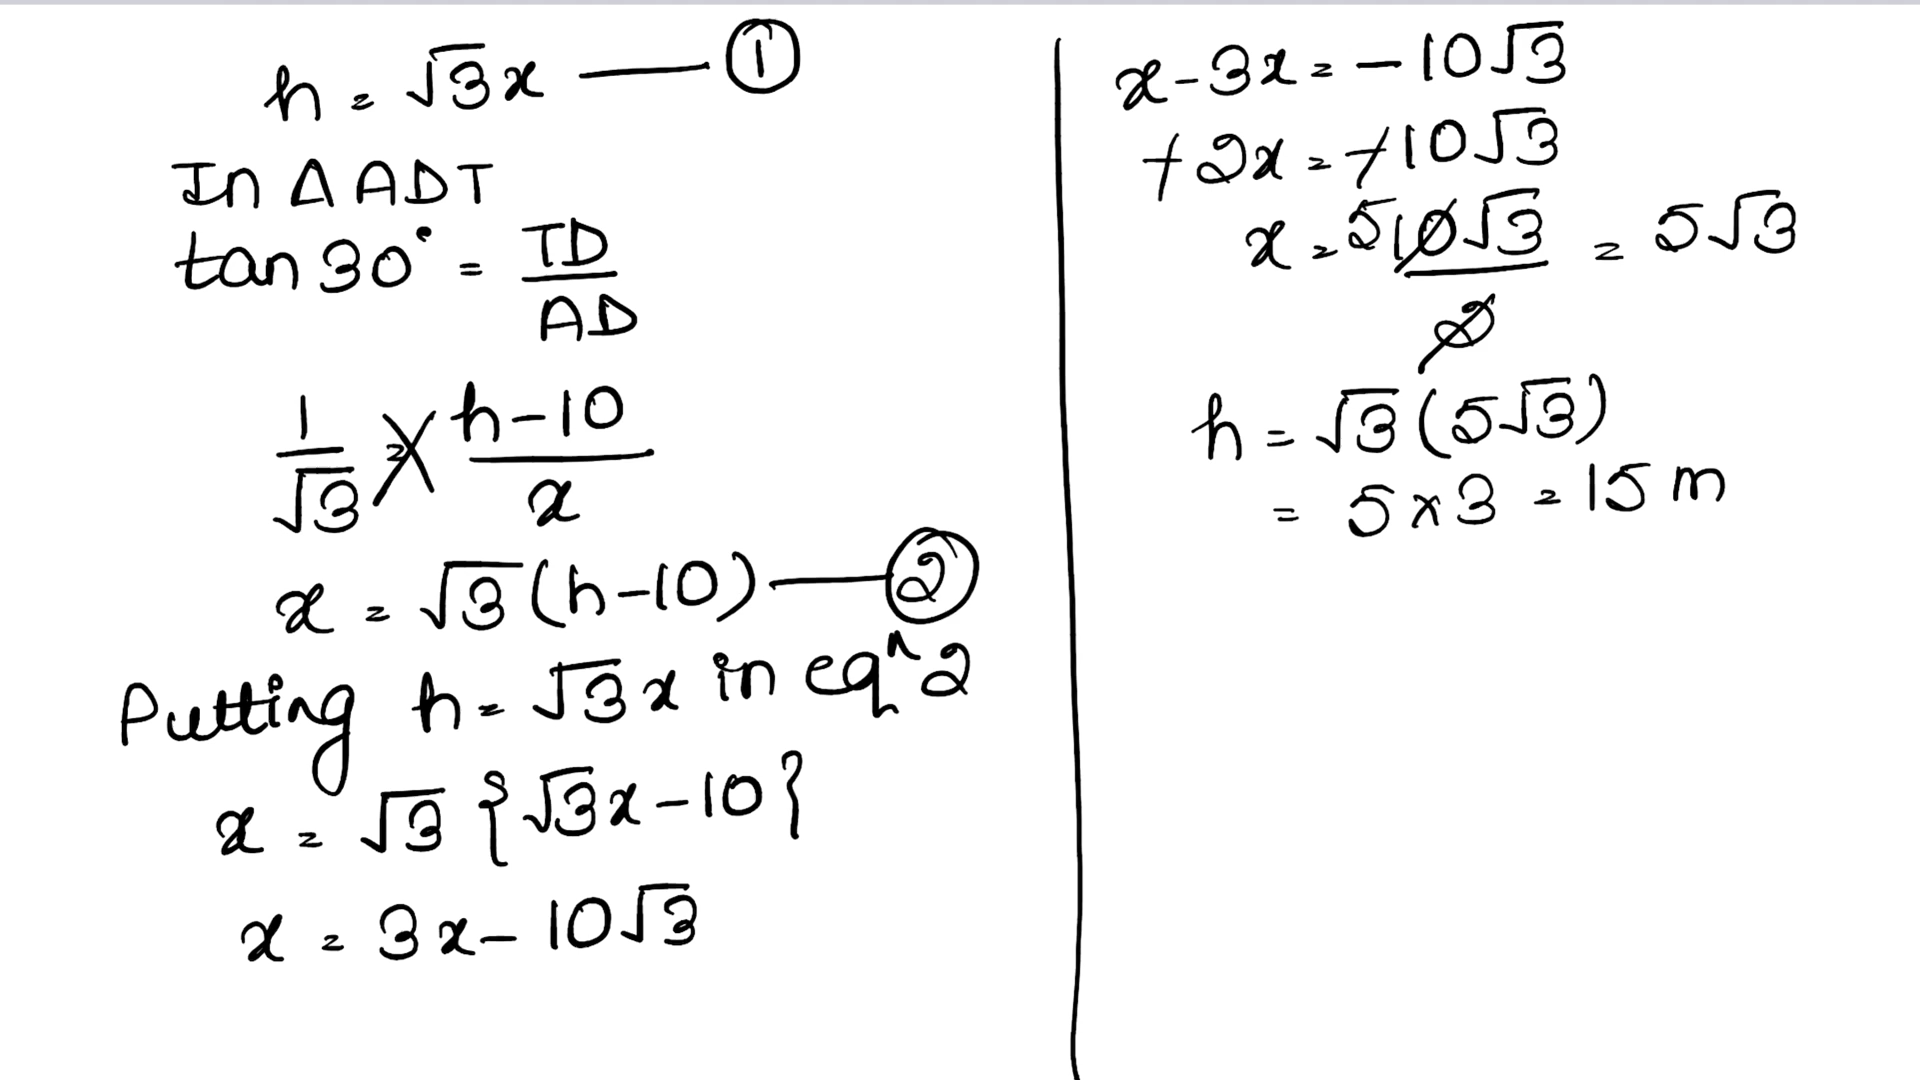 h = √3x —— ①
In Δ ADT
tan 30° = TD/AD
1/√3 = h-10/x
x = √3(h-10) —— ②
Putting h = √3x in eqⁿ 2
x = √3 {√3x-10}
x = 3x - 10√3
x - 3x = -10√3
+2x = +10√3
x = 5 10√3/2 = 5√3
h = √3(5√3)
= 5×3 = 15 m